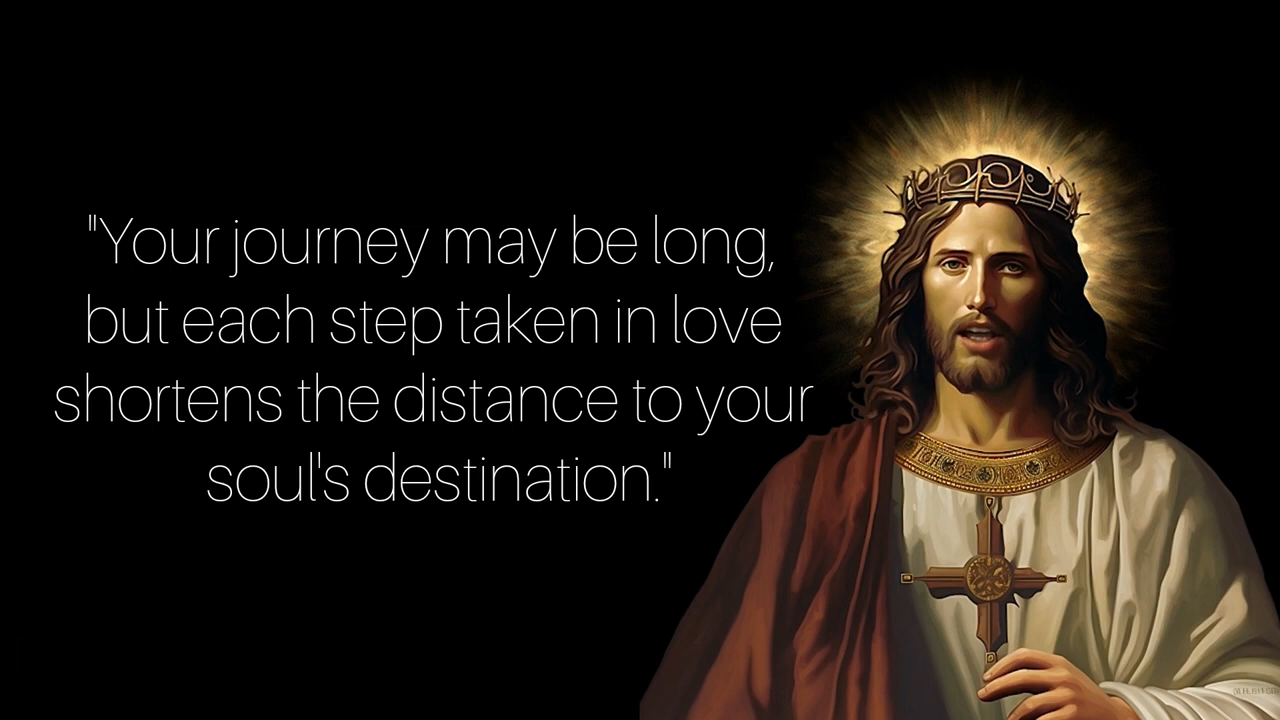 "Your journey may be long,
but each step taken in love
shortens the distance to your
soul's destination."